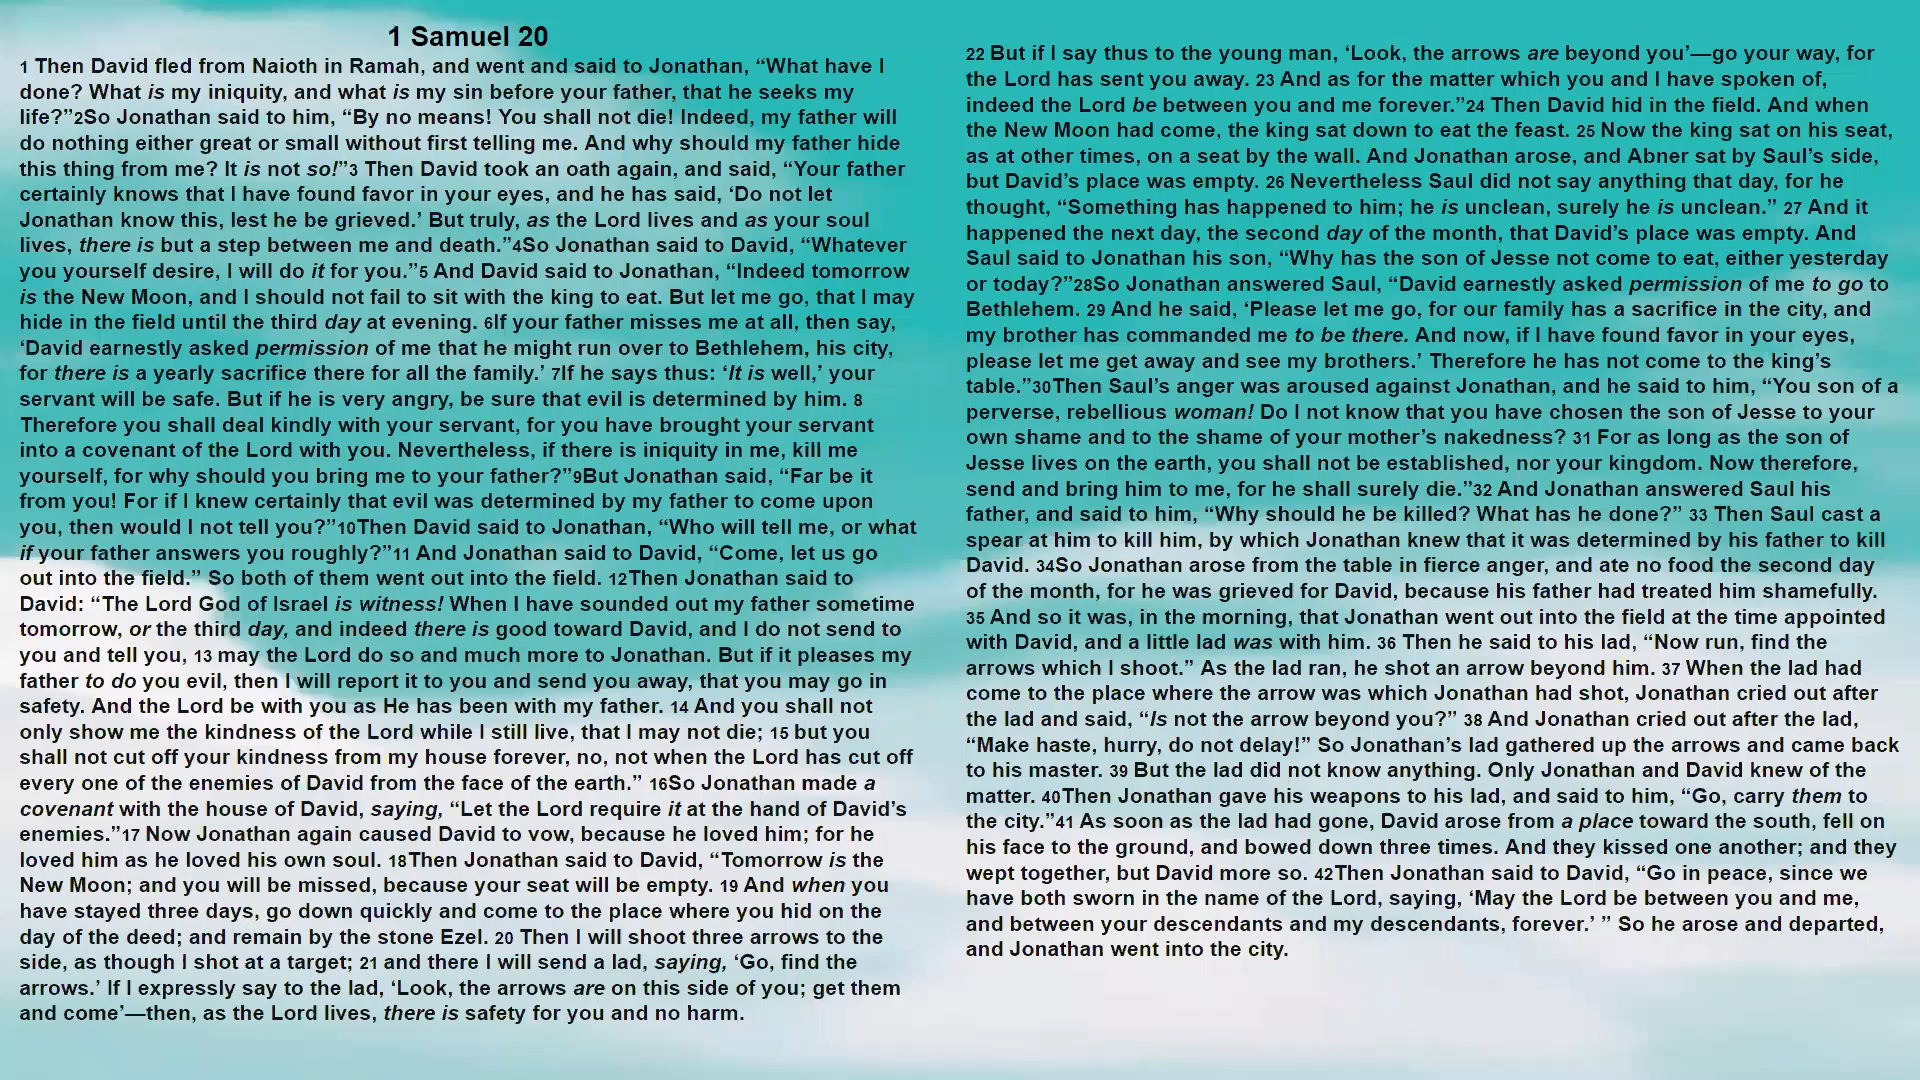 1 Samuel 20
1 Then David fled from Naioth in Ramah, and went and said to Jonathan, “What have I
done? What is my iniquity, and what is my sin before your father, that he seeks my
life?”2So Jonathan said to him, “By no means! You shall not die! Indeed, my father will
do nothing either great or small without first telling me. And why should my father hide
this thing from me? It is not so!”3 Then David took an oath again, and said, “Your father
certainly knows that I have found favor in your eyes, and he has said, ‘Do not let
Jonathan know this, lest he be grieved.’ But truly, as the Lord lives and as your soul
lives, there is but a step between me and death.”4So Jonathan said to David, “Whatever
you yourself desire, I will do it for you.”5 And David said to Jonathan, “Indeed tomorrow
is the New Moon, and I should not fail to sit with the king to eat. But let me go, that I may
hide in the field until the third day at evening. 6If your father misses me at all, then say,
‘David earnestly asked permission of me that he might run over to Bethlehem, his city,
for there is a yearly sacrifice there for all the family.’ 7If he says thus: ‘It is well,’ your
servant will be safe. But if he is very angry, be sure that evil is determined by him. 8
Therefore you shall deal kindly with your servant, for you have brought your servant
into a covenant of the Lord with you. Nevertheless, if there is iniquity in me, kill me
yourself, for why should you bring me to your father?”9But Jonathan said, “Far be it
from you! For if I knew certainly that evil was determined by my father to come upon
you, then would I not tell you?”10Then David said to Jonathan, “Who will tell me, or what
if your father answers you roughly?”11 And Jonathan said to David, “Come, let us go
out into the field.” So both of them went out into the field. 12Then Jonathan said to
David: “The Lord God of Israel is witness! When I have sounded out my father sometime
tomorrow, or the third day, and indeed there is good toward David, and I do not send to
you and tell you, 13 may the Lord do so and much more to Jonathan. But if it pleases my
father to do you evil, then I will report it to you and send you away, that you may go in
safety. And the Lord be with you as He has been with my father. 14 And you shall not
only show me the kindness of the Lord while I still live, that I may not die; 15 but you
shall not cut off your kindness from my house forever, no, not when the Lord has cut off
every one of the enemies of David from the face of the earth.” 16So Jonathan made a
covenant with the house of David, saying, “Let the Lord require it at the hand of David’s
enemies.”17 Now Jonathan again caused David to vow, because he loved him; for he
loved him as he loved his own soul. 18Then Jonathan said to David, “Tomorrow is the
New Moon; and you will be missed, because your seat will be empty. 19 And when you
have stayed three days, go down quickly and come to the place where you hid on the
day of the deed; and remain by the stone Ezel. 20 Then I will shoot three arrows to the
side, as though I shot at a target; 21 and there I will send a lad, saying, ‘Go, find the
arrows.’ If I expressly say to the lad, ‘Look, the arrows are on this side of you; get them
and come’—then, as the Lord lives, there is safety for you and no harm.
22 But if I say thus to the young man, ‘Look, the arrows are beyond you’—go your way, for
the Lord has sent you away. 23 And as for the matter which you and I have spoken of,
indeed the Lord be between you and me forever.”24 Then David hid in the field. And when
the New Moon had come, the king sat down to eat the feast. 25 Now the king sat on his seat,
as at other times, on a seat by the wall. And Jonathan arose, and Abner sat by Saul’s side,
but David’s place was empty. 26 Nevertheless Saul did not say anything that day, for he
thought, “Something has happened to him; he is unclean, surely he is unclean.” 27 And it
happened the next day, the second day of the month, that David’s place was empty. And
Saul said to Jonathan his son, “Why has the son of Jesse not come to eat, either yesterday
or today?”28So Jonathan answered Saul, “David earnestly asked permission of me to go to
Bethlehem. 29 And he said, ‘Please let me go, for our family has a sacrifice in the city, and
my brother has commanded me to be there. And now, if I have found favor in your eyes,
please let me get away and see my brothers.’ Therefore he has not come to the king’s
table.”30Then Saul’s anger was aroused against Jonathan, and he said to him, “You son of a
perverse, rebellious woman! Do I not know that you have chosen the son of Jesse to your
own shame and to the shame of your mother’s nakedness? 31 For as long as the son of
Jesse lives on the earth, you shall not be established, nor your kingdom. Now therefore,
send and bring him to me, for he shall surely die.”32 And Jonathan answered Saul his
father, and said to him, “Why should he be killed? What has he done?” 33 Then Saul cast a
spear at him to kill him, by which Jonathan knew that it was determined by his father to kill
David. 34So Jonathan arose from the table in fierce anger, and ate no food the second day
of the month, for he was grieved for David, because his father had treated him shamefully.
35 And so it was, in the morning, that Jonathan went out into the field at the time appointed
with David, and a little lad was with him. 36 Then he said to his lad, “Now run, find the
arrows which I shoot.” As the lad ran, he shot an arrow beyond him. 37 When the lad had
come to the place where the arrow was which Jonathan had shot, Jonathan cried out after
the lad and said, “Is not the arrow beyond you?” 38 And Jonathan cried out after the lad,
“Make haste, hurry, do not delay!” So Jonathan’s lad gathered up the arrows and came back
to his master. 39 But the lad did not know anything. Only Jonathan and David knew of the
matter. 40Then Jonathan gave his weapons to his lad, and said to him, “Go, carry them to
the city.”41 As soon as the lad had gone, David arose from a place toward the south, fell on
his face to the ground, and bowed down three times. And they kissed one another; and they
wept together, but David more so. 42Then Jonathan said to David, “Go in peace, since we
have both sworn in the name of the Lord, saying, ‘May the Lord be between you and me,
and between your descendants and my descendants, forever.’ ” So he arose and departed,
and Jonathan went into the city.